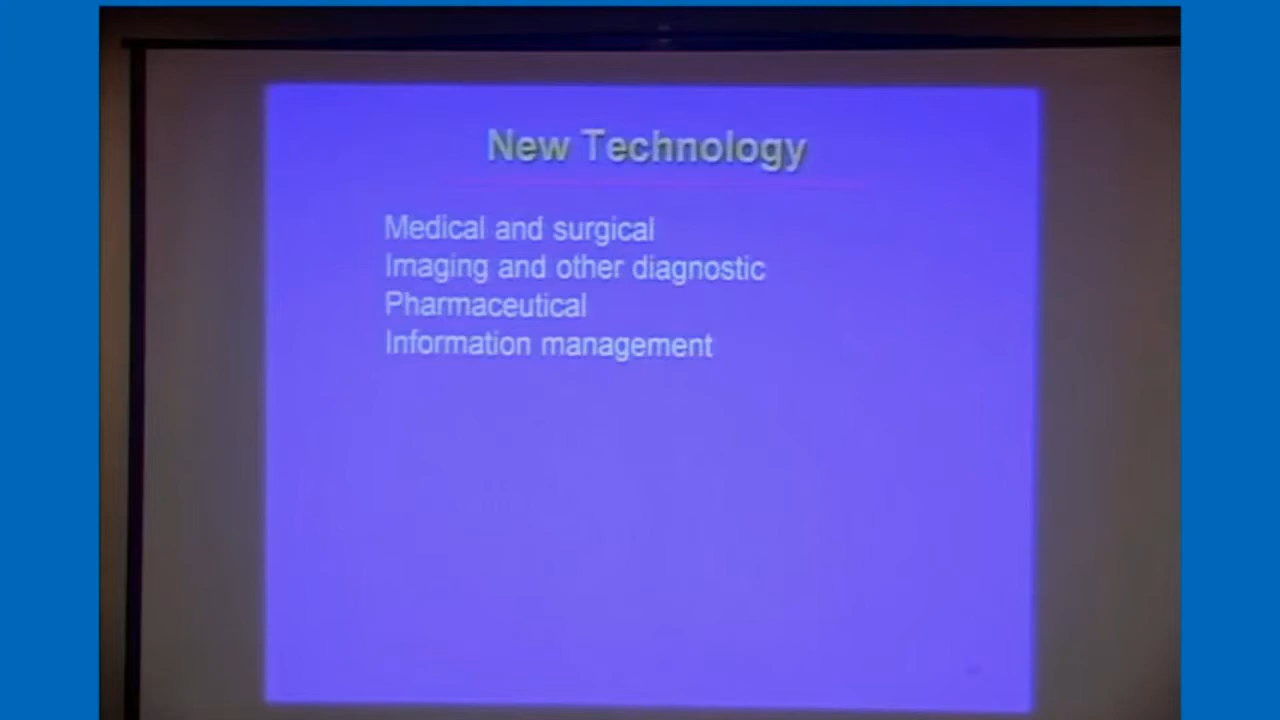 New Technology
Medical and surgical
Imaging and other diagnostic
Pharmaceutical
Information management